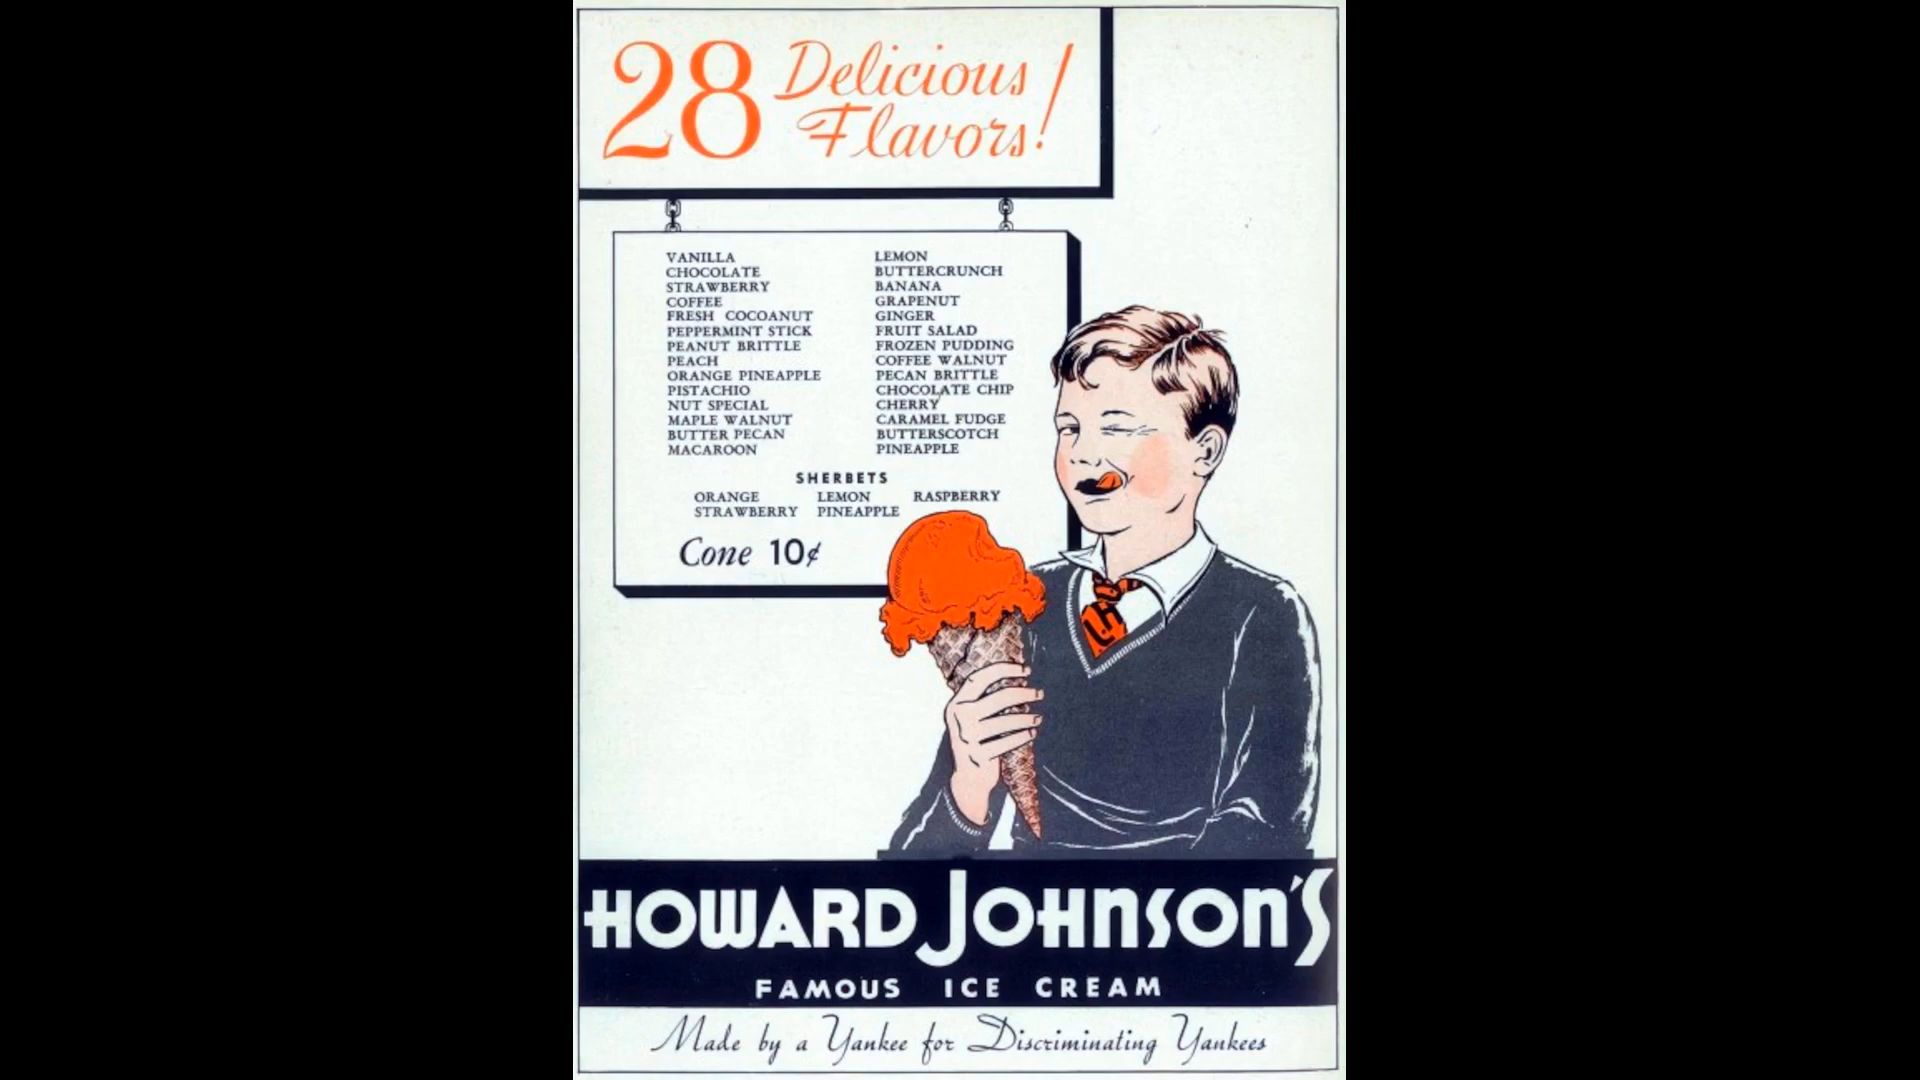 28 Delicious
Flavors!
VANILLA
CHOCOLATE
STRAWBERRY
COFFEE
FRESH COCOANUT
PEPPERMINT STICK
PEANUT BRITTLE
PEACH
ORANGE PINEAPPLE
PISTACHIO
NUT SPECIAL
MAPLE WALNUT
BUTTER PECAN
MACAROON
LEMON
BUTTERCRUNCH
BANANA
GRAPENUT
GINGER
FRUIT SALAD
FROZEN PUDDING
COFFEE WALNUT
PECAN BRITTLE
CHOCOLATE CHIP
CHERRY
CARAMEL FUDGE
BUTTERSCOTCH
PINEAPPLE
SHERBETS
ORANGE LEMON RASPBERRY
STRAWBERRY PINEAPPLE
Cone 10¢
HOWARD JOHNSON'S
FAMOUS ICE CREAM
Made by a Yankee for Discriminating Yankees